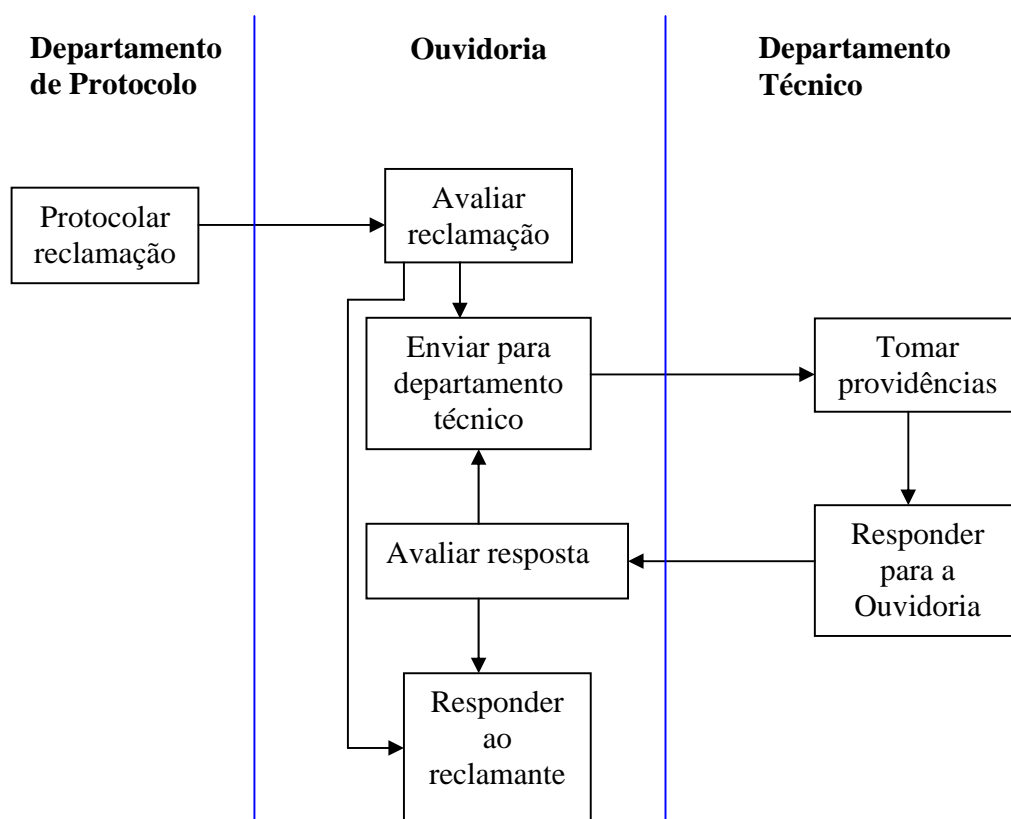 Departamento
de Protocolo
Ouvidoria
Departamento
Técnico
Protocolar
reclamação
Avaliar
reclamação
Enviar para
departamento
técnico
Tomar
providências
Avaliar resposta
Responder
para a
Ouvidoria
Responder
ao
reclamante